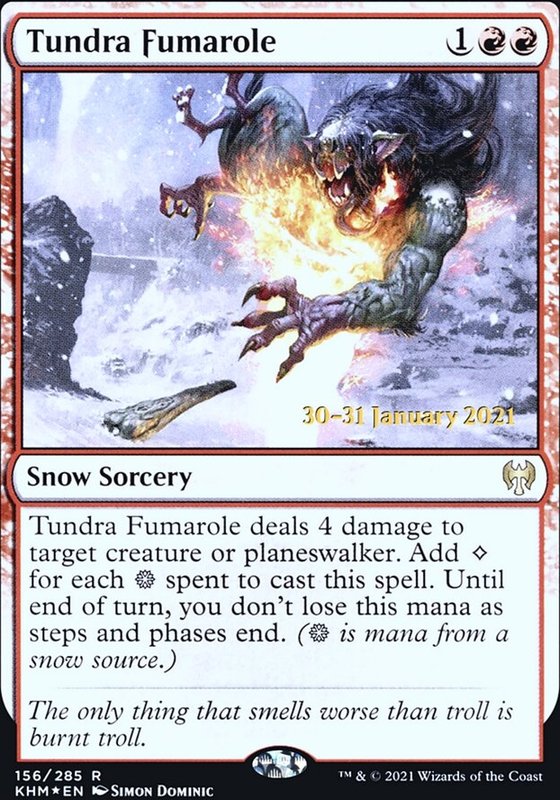 Tundra Fumarole
1
30-31 January 2021
Snow Sorcery
Tundra Fumarole deals 4 damage to
target creature or planeswalker. Add
for each spent to cast this spell. Until
end of turn, you don't lose this mana as
steps and phases end. ( is mana from a
snow source.)
The only thing that smells worse than troll is
burnt troll.
156/285 R
KHM★EN Simon Dominic
™ & © 2021 Wizards of the Coast